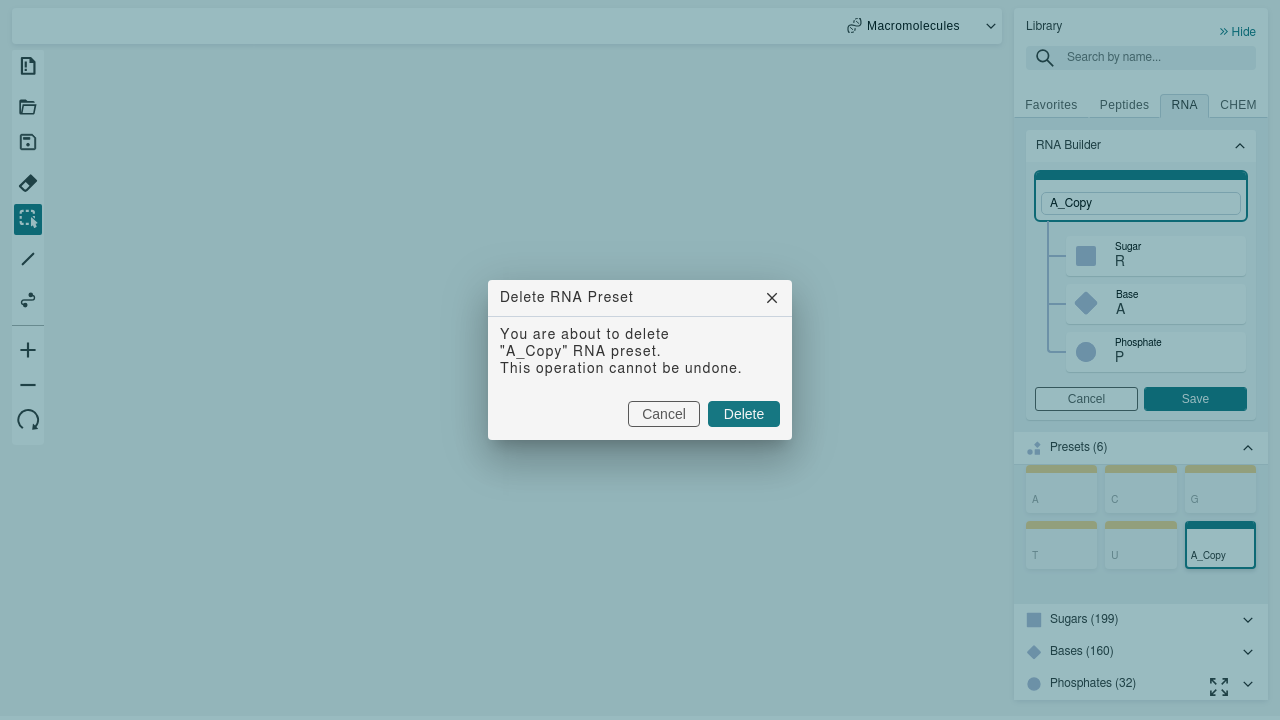 Macromolecules
Library
Hide
Search by name...
Favorites
Peptides
RNA
CHEM
RNA Builder
A_Copy
Sugar
R
Base
A
Phosphate
P
Cancel
Save
Delete RNA Preset
You are about to delete
"A_Copy" RNA preset.
This operation cannot be undone.
Cancel
Delete
Presets (6)
A
C
G
T
U
A_Copy
Sugars (199)
Bases (160)
Phosphates (32)